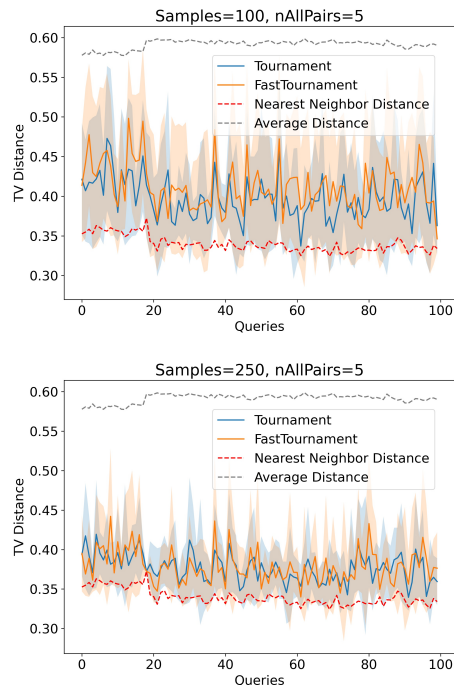 Samples=100, nAllPairs=5
0.60
0.55
0.50
0.45
0.40
0.35
0.30
TV Distance
Tournament
FastTournament
Nearest Neighbor Distance
Average Distance
0
20
40
60
80
100
Queries
Samples=250, nAllPairs=5
0.60
0.55
0.50
0.45
0.40
0.35
0.30
TV Distance
Tournament
FastTournament
Nearest Neighbor Distance
Average Distance
0
20
40
60
80
100
Queries